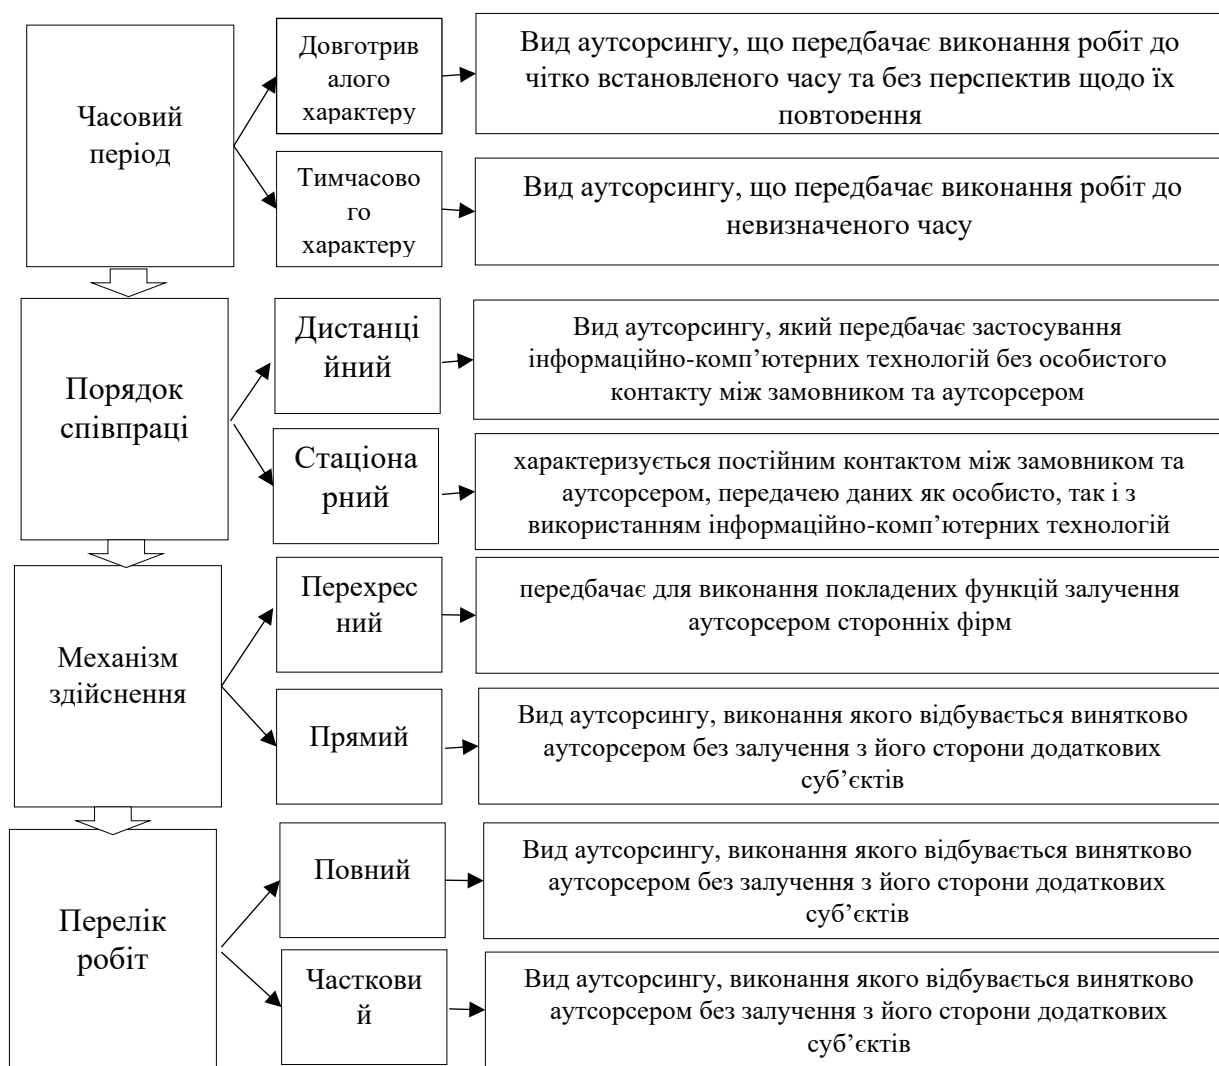 Часовий
період
Довготрив
алого
характеру
Вид аутсорсингу, що передбачає виконання робіт до
чітко встановленого часу та без перспектив щодо їх
повторення
Тимчасово
го
характеру
Вид аутсорсингу, що передбачає виконання робіт до
невизначеного часу
Порядок
співпраці
Дистанці
йний
Вид аутсорсингу, який передбачає застосування
інформаційно-комп’ютерних технологій без особистого
контакту між замовником та аутсорсером
Стаціона
рний
характеризується постійним контактом між замовником та
аутсорсером, передачею даних як особисто, так і з
використанням інформаційно-комп’ютерних технологій
Механізм
здійснення
Перехрес
ний
передбачає для виконання покладених функцій залучення
аутсорсером сторонніх фірм
Прямий
Вид аутсорсингу, виконання якого відбувається винятково
аутсорсером без залучення з його сторони додаткових
суб’єктів
Перелік
робіт
Повний
Вид аутсорсингу, виконання якого відбувається винятково
аутсорсером без залучення з його сторони додаткових
суб’єктів
Часткови
й
Вид аутсорсингу, виконання якого відбувається винятково
аутсорсером без залучення з його сторони додаткових
суб’єктів